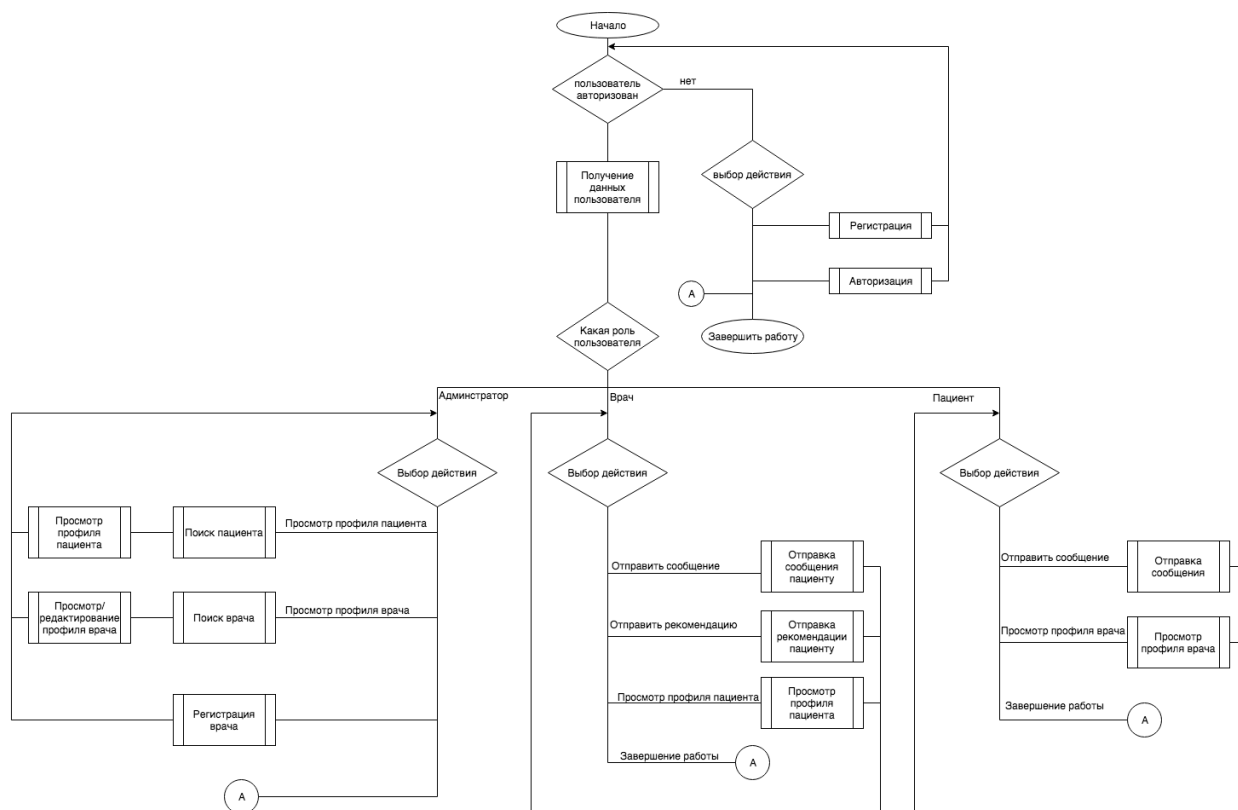 Начало
пользователь
авторизован
нет
Получение
данных
пользователя
выбор действия
Регистрация
Авторизация
А
Завершить работу
Какая роль
пользователя
Админстратор
Врач
Пациент
Выбор действия
Выбор действия
Выбор действия
Просмотр
профиля
пациента
Поиск пациента
Просмотр профиля пациента
Просмотр/
редактирование
профиля врача
Поиск врача
Просмотр профиля врача
Регистрация
врача
А
Отправить сообщение
Отправка
сообщения
пациенту
Отправить рекомендацию
Отправка
рекомендации
пациенту
Просмотр профиля пациента
Просмотр
профиля
пациента
Завершение работы
А
Отправить сообщение
Отправка
сообщения
Просмотр профиля врача
Просмотр
профиля врача
Завершение работы
А